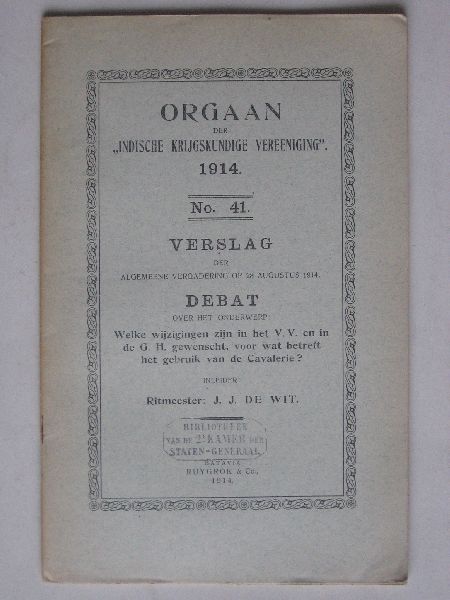 ORGAAN
DER
„INDISCHE KRIJGSKUNDIGE VEREENIGING".
1914.
No. 41.
VERSLAG
DER
ALGEMEENE VERGADERING OP 28 AUGUSTUS 1914.
DEBAT
OVER HET ONDERWERP:
Welke wijzigingen zijn in het V. V. en in
de G. H. gewenscht, voor wat betreft
het gebruik van de Cavalerie?
INLEIDER
Ritmeester: J. J. DE WIT.
BIBLIOTHEEK
VAN DE 2e KAMER DER
STATEN-GENERAAL
BATAVIA
RUYGROK & Co.,
1914.